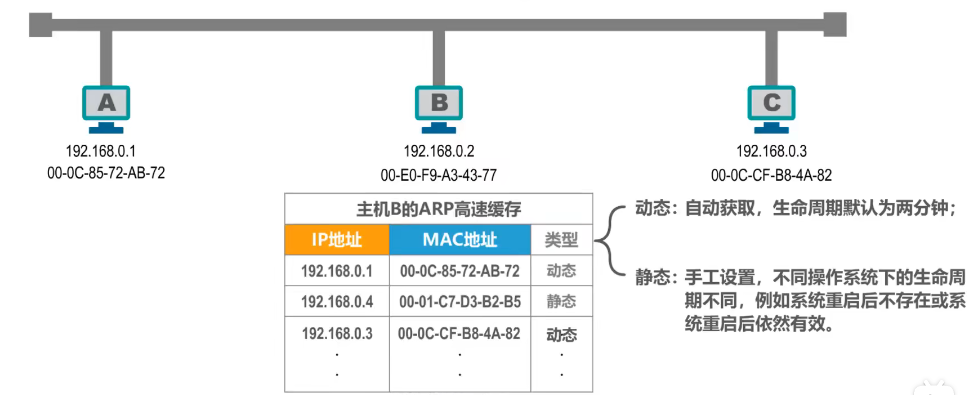 A
B
C
192.168.0.1
00-0C-85-72-AB-72
192.168.0.2
00-E0-F9-A3-43-77
192.168.0.3
00-0C-CF-B8-4A-82
主机B的ARP高速缓存
IP地址 MAC地址 类型
192.168.0.1 00-0C-85-72-AB-72 动态
192.168.0.4 00-01-C7-D3-B2-B5 静态
192.168.0.3 00-0C-CF-B8-4A-82 动态
. . .
. . .
动态：自动获取，生命周期默认为两分钟；
静态：手工设置，不同操作系统下的生命周
期不同，例如系统重启后不存在或系
统重启后依然有效。